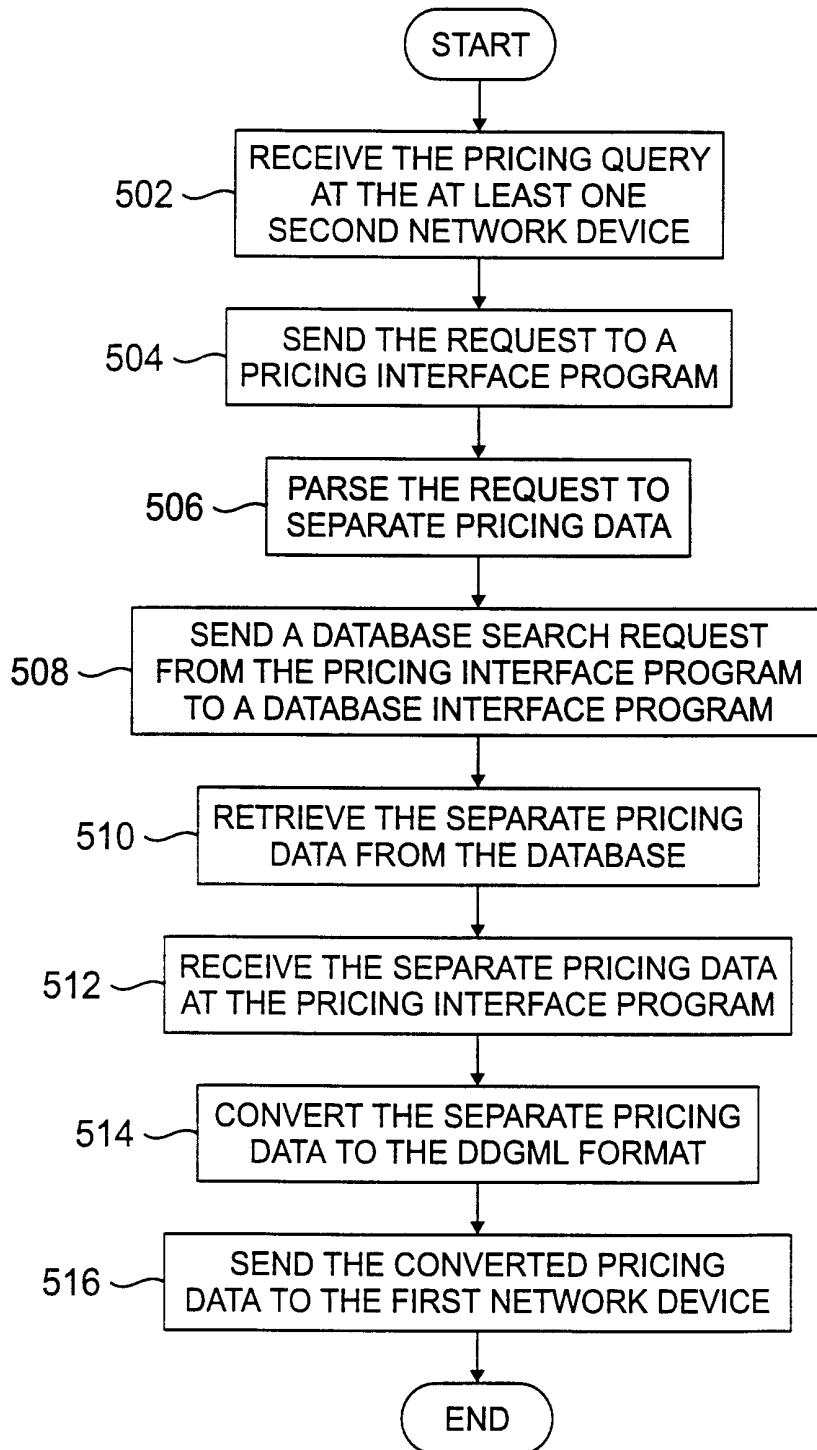 START
502
RECEIVE THE PRICING QUERY
AT THE AT LEAST ONE
SECOND NETWORK DEVICE
504
SEND THE REQUEST TO A
PRICING INTERFACE PROGRAM
506
PARSE THE REQUEST TO
SEPARATE PRICING DATA
508
SEND A DATABASE SEARCH REQUEST
FROM THE PRICING INTERFACE PROGRAM
TO A DATABASE INTERFACE PROGRAM
510
RETRIEVE THE SEPARATE PRICING
DATA FROM THE DATABASE
512
RECEIVE THE SEPARATE PRICING DATA
AT THE PRICING INTERFACE PROGRAM
514
CONVERT THE SEPARATE PRICING
DATA TO THE DDGML FORMAT
516
SEND THE CONVERTED PRICING
DATA TO THE FIRST NETWORK DEVICE
END